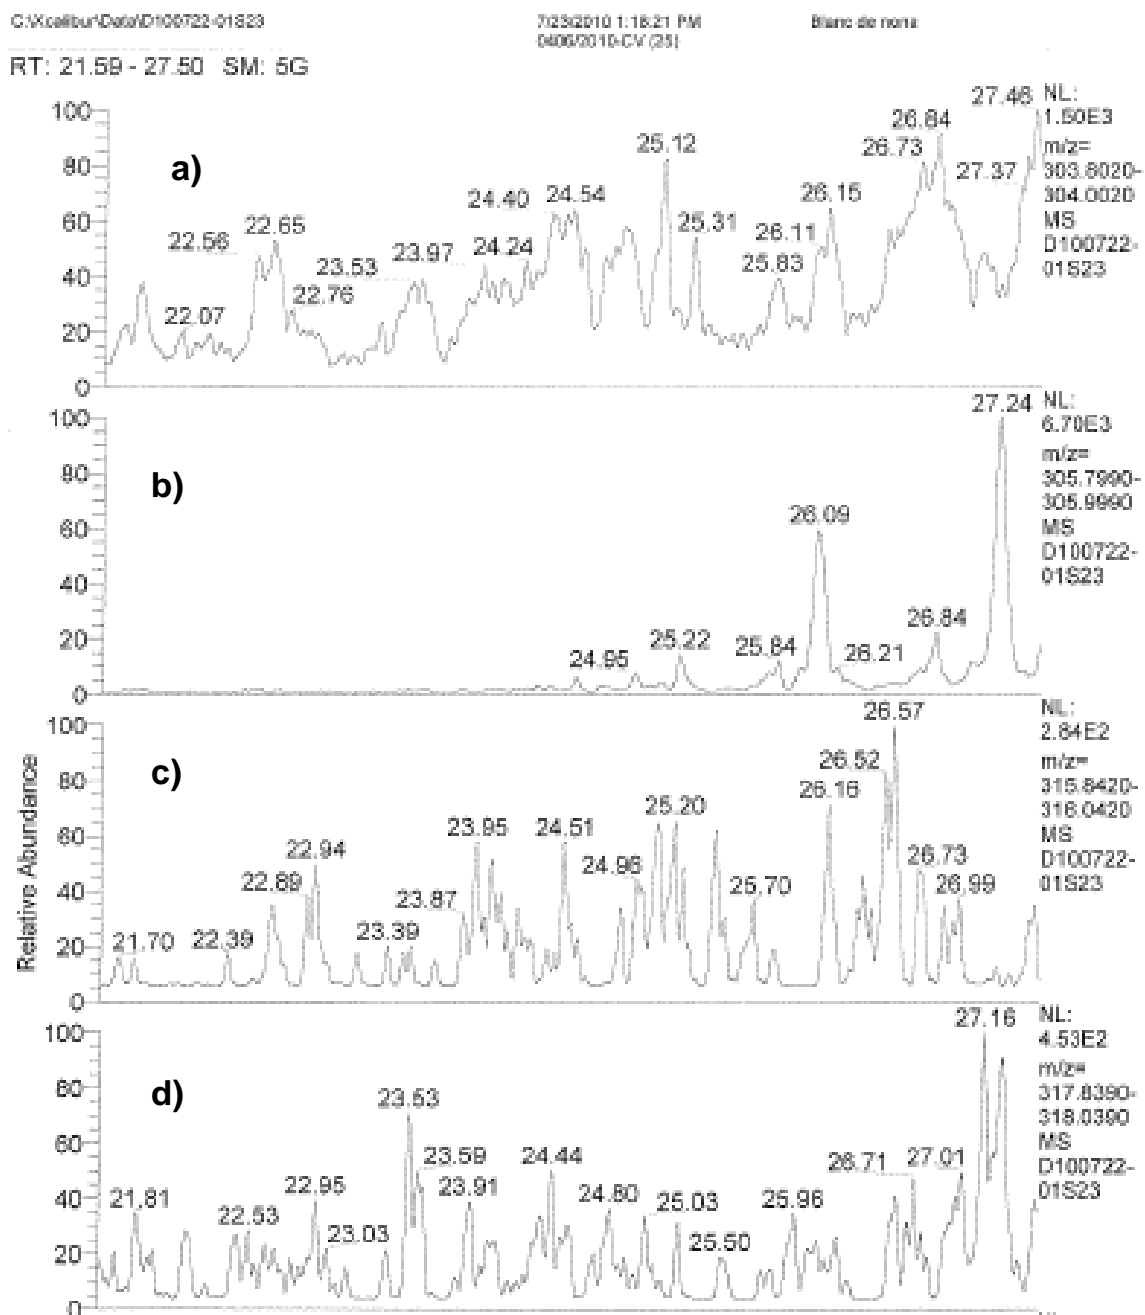 C:\Xcalibur\Data\D100722-01S23 7/23/2010 1:16:21 PM Blanc de nona
0406/2010-CV (25)
RT: 21.59 - 27.50 SM: 5G
Relative Abundance
a)
100
80
60
40
20
0
22.07
22.56
22.65
22.76
23.53
23.97
24.40
24.24
24.54
25.12
25.31
25.83
26.11
26.15
26.73
26.84
27.37
27.46
NL:
1.50E3
m/z=
303.8020-
304.0020
MS
D100722-
01S23
b)
100
80
60
40
20
0
24.95
25.22
25.84
26.09
26.21
26.84
27.24
NL:
6.70E3
m/z=
305.7990-
305.9990
MS
D100722-
01S23
c)
100
80
60
40
20
0
21.70
22.39
22.89
22.94
23.39
23.87
23.95
24.51
24.96
25.20
25.70
26.16
26.52
26.57
26.73
26.99
NL:
2.84E2
m/z=
315.8420-
316.0420
MS
D100722-
01S23
d)
100
80
60
40
20
0
21.81
22.53
22.95
23.03
23.53
23.59
23.91
24.44
24.80
25.03
25.50
25.96
26.71
27.01
27.16
NL:
4.53E2
m/z=
317.8390-
318.0390
MS
D100722-
01S23